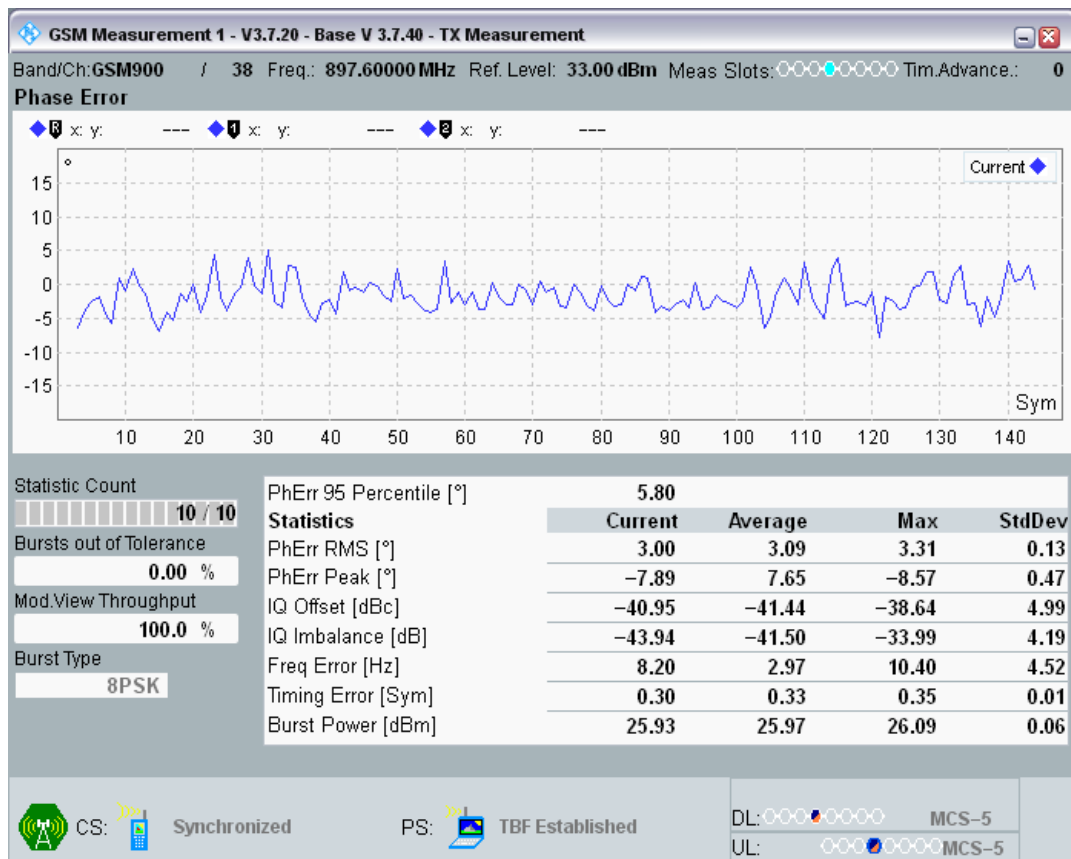 GSM Measurement 1 - V3.7.20 - Base V 3.7.40 - TX Measurement
Band/Ch:GSM900 / 38 Freq.: 897.60000 MHz Ref. Level: 33.00 dBm Meas Slots: Tim.Advance.: 0
Phase Error
R x: y: --- 1 x: y: --- 2 x: y: ---
°
Current
15
10
5
0
-5
-10
-15
Sym
10 20 30 40 50 60 70 80 90 100 110 120 130 140
Statistic Count
10 / 10
Bursts out of Tolerance
0.00 %
Mod.View Throughput
100.0 %
Burst Type
8PSK
PhErr 95 Percentile [°] 5.80
Statistics Current Average Max StdDev
PhErr RMS [°] 3.00 3.09 3.31 0.13
PhErr Peak [°] −7.89 7.65 −8.57 0.47
IQ Offset [dBc] −40.95 −41.44 −38.64 4.99
IQ Imbalance [dB] −43.94 −41.50 −33.99 4.19
Freq Error [Hz] 8.20 2.97 10.40 4.52
Timing Error [Sym] 0.30 0.33 0.35 0.01
Burst Power [dBm] 25.93 25.97 26.09 0.06
CS: Synchronized PS: TBF Established
DL: MCS−5
UL: MCS−5